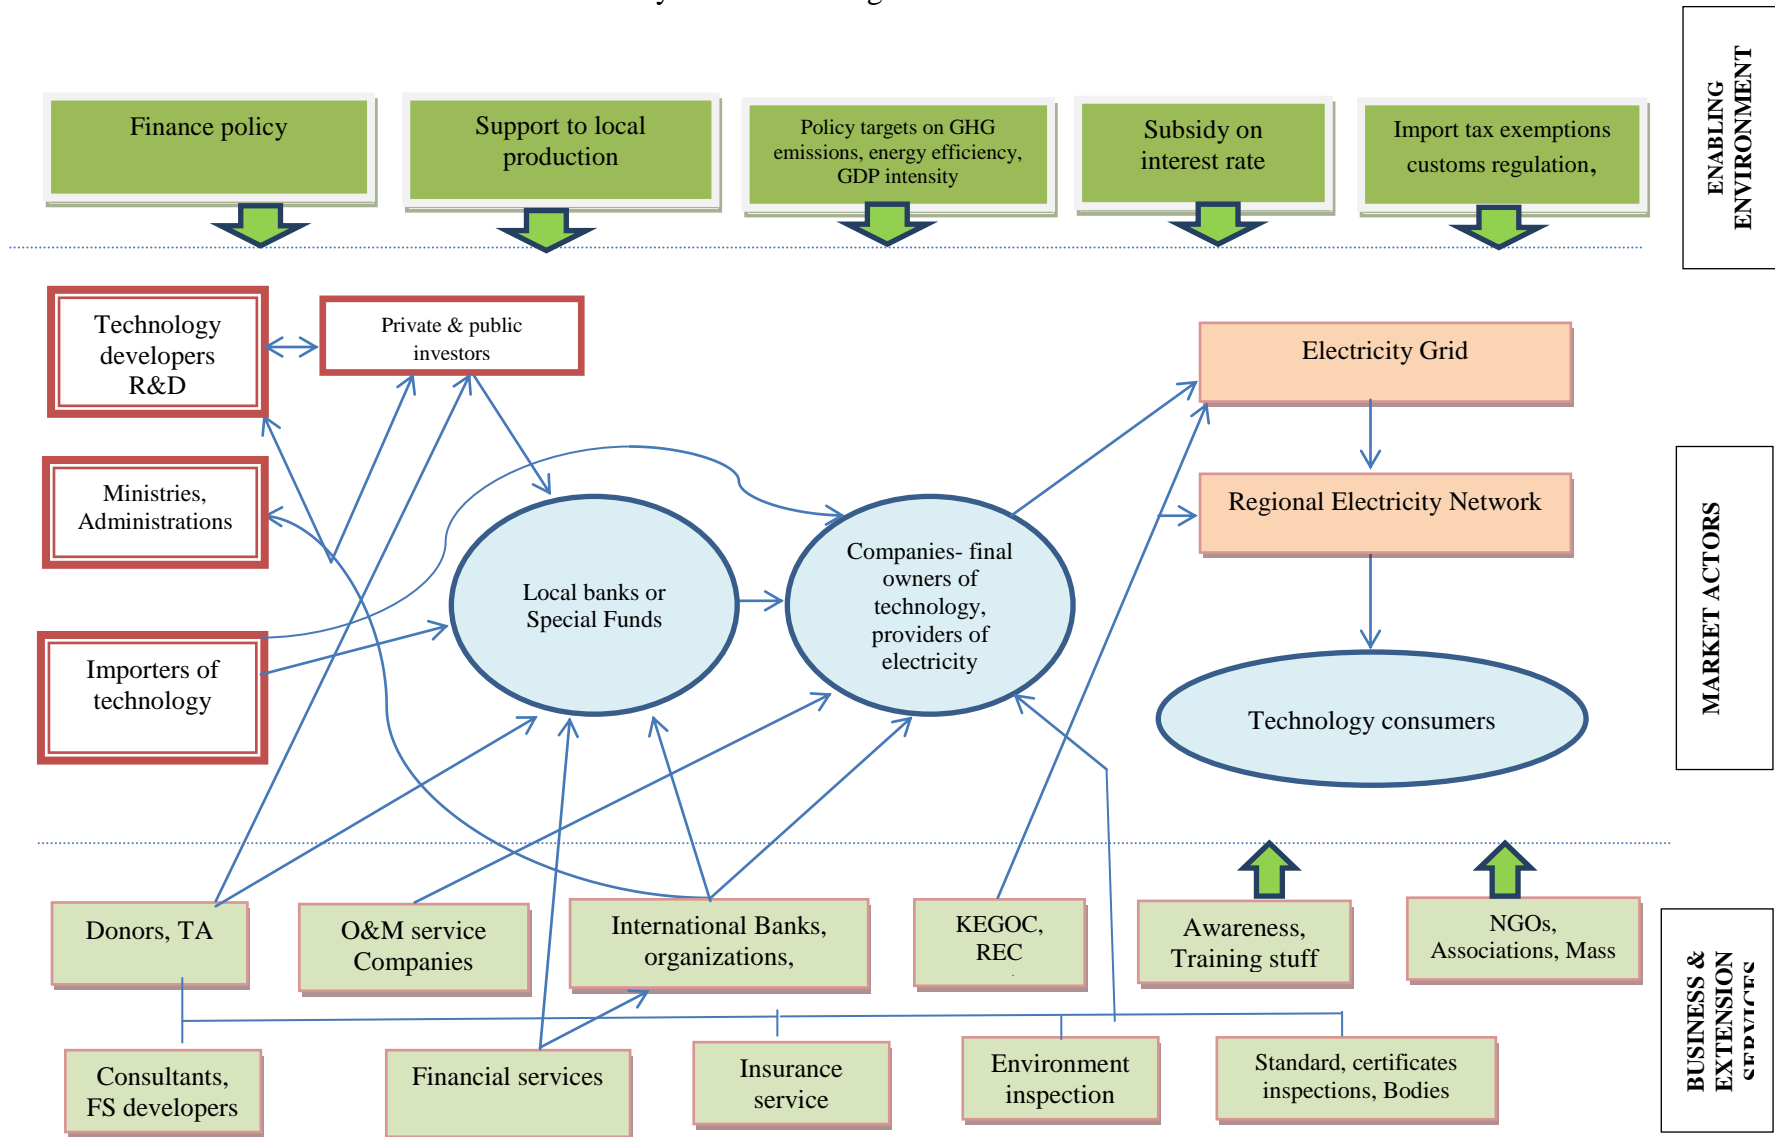 ENABLING
ENVIRONMENT
Finance policy
Support to local
production
Policy targets on GHG
emissions, energy efficiency,
GDP intensity
Subsidy on
interest rate
Import tax exemptions
customs regulation,
Technology
developers
R&D
Private & public
investors
Electricity Grid
Ministries,
Administrations
Regional Electricity Network
MARKET ACTORS
Local banks or
Special Funds
Companies- final
owners of
technology,
providers of
electricity
Importers of
technology
Technology consumers
Donors, TA
O&M service
Companies
International Banks,
organizations,
KEGOC,
REC
Awareness,
Training stuff
NGOs,
Associations, Mass
BUSINESS &
EXTENSION
SERVICES
Consultants,
FS developers
Financial services
Insurance
service
Environment
inspection
Standard, certificates
inspections, Bodies